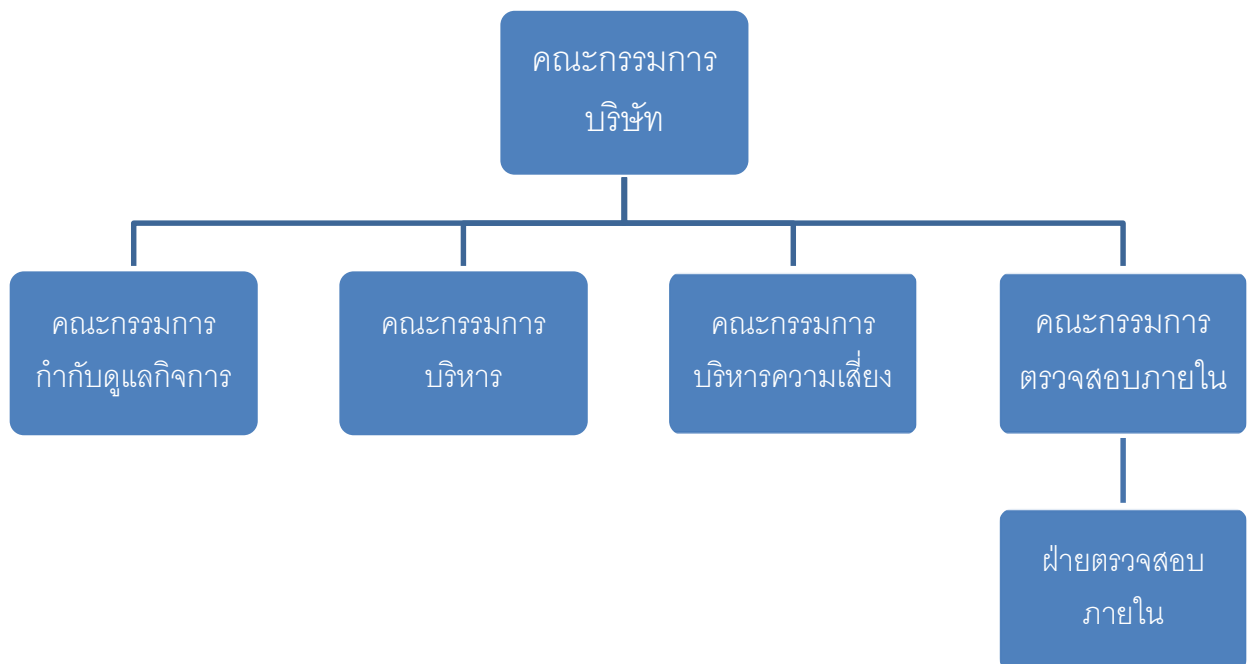 คณะกรรมการ
บริษัท
คณะกรรมการ
กำกับดูแลกิจการ
คณะกรรมการ
บริหาร
คณะกรรมการ
บริหารความเสี่ยง
คณะกรรมการ
ตรวจสอบภายใน
ฝ่ายตรวจสอบ
ภายใน